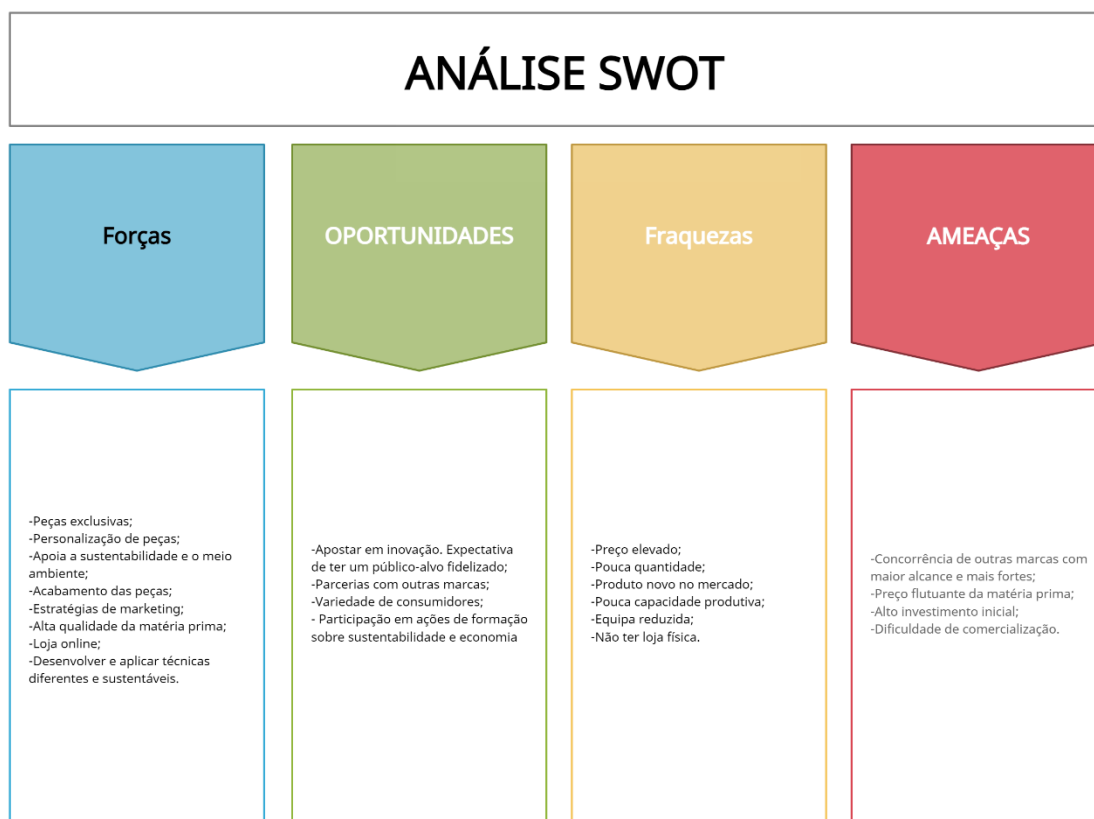 ANÁLISE SWOT
Forças
OPORTUNIDADES
Fraquezas
AMEAÇAS
-Peças exclusivas;
-Personalização de peças;
-Apoia a sustentabilidade e o meio
ambiente;
-Acabamento das peças;
-Estratégias de marketing;
-Alta qualidade da matéria prima;
-Loja online;
-Desenvolver e aplicar técnicas
diferentes e sustentáveis.
-Apostar em inovação. Expectativa
de ter um público-alvo fidelizado;
-Parcerias com outras marcas;
-Variedade de consumidores;
- Participação em ações de formação
sobre sustentabilidade e economia
-Preço elevado;
-Pouca quantidade;
-Produto novo no mercado;
-Pouca capacidade produtiva;
-Equipa reduzida;
-Não ter loja física.
-Concorrência de outras marcas com
maior alcance e mais fortes;
-Preço flutuante da matéria prima;
-Alto investimento inicial;
-Dificuldade de comercialização.